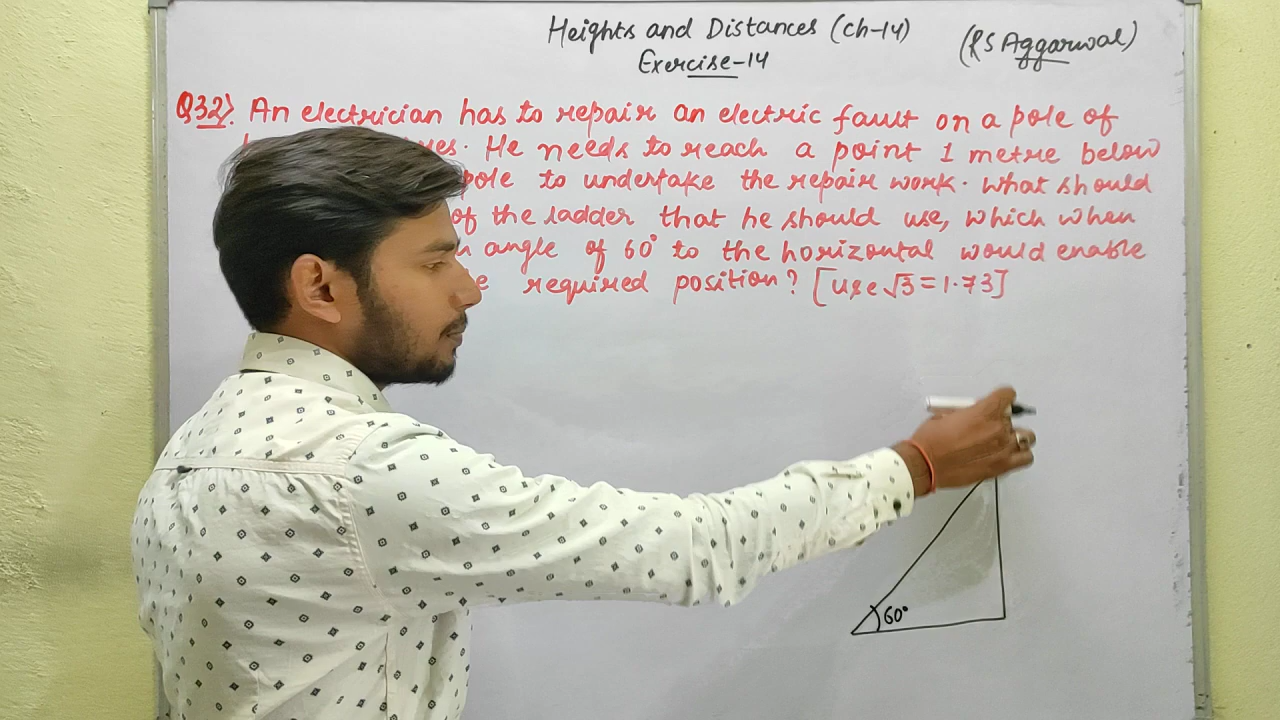 Heights and Distances (Ch-14)
Exercise-14
(RS Aggarwal)
Q32). An electrician has to repair an electric fault on a pole of
He needs to reach a point 1 metre below
pole to undertake the repair work. What should
of the ladder that he should use, which when
angle of 60° to the horizontal would enable
required position? [use √3 = 1.73]
60°